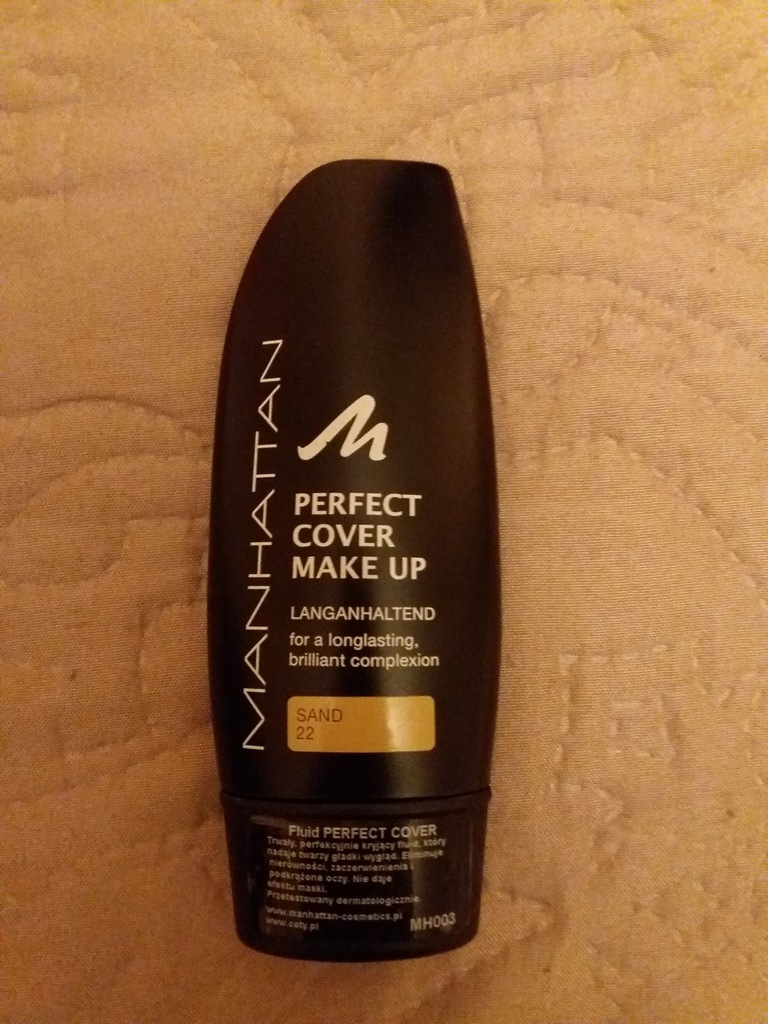 MANHATTAN
M
PERFECT
COVER
MAKE UP
LANGANHALTEND
for a longlasting,
brilliant complexion
SAND
22
Fluid PERFECT COVER
Trwały, perfekcyjnie kryjący fluid, który
nadaje twarzy gładki wygląd. Eliminuje
nierówności, zaczerwienienia i
podkrążone oczy. Nie daje
efektu maski.
Przetestowany dermatologicznie.
www.manhattan-cosmetics.pl
www.coty.pl
MH003